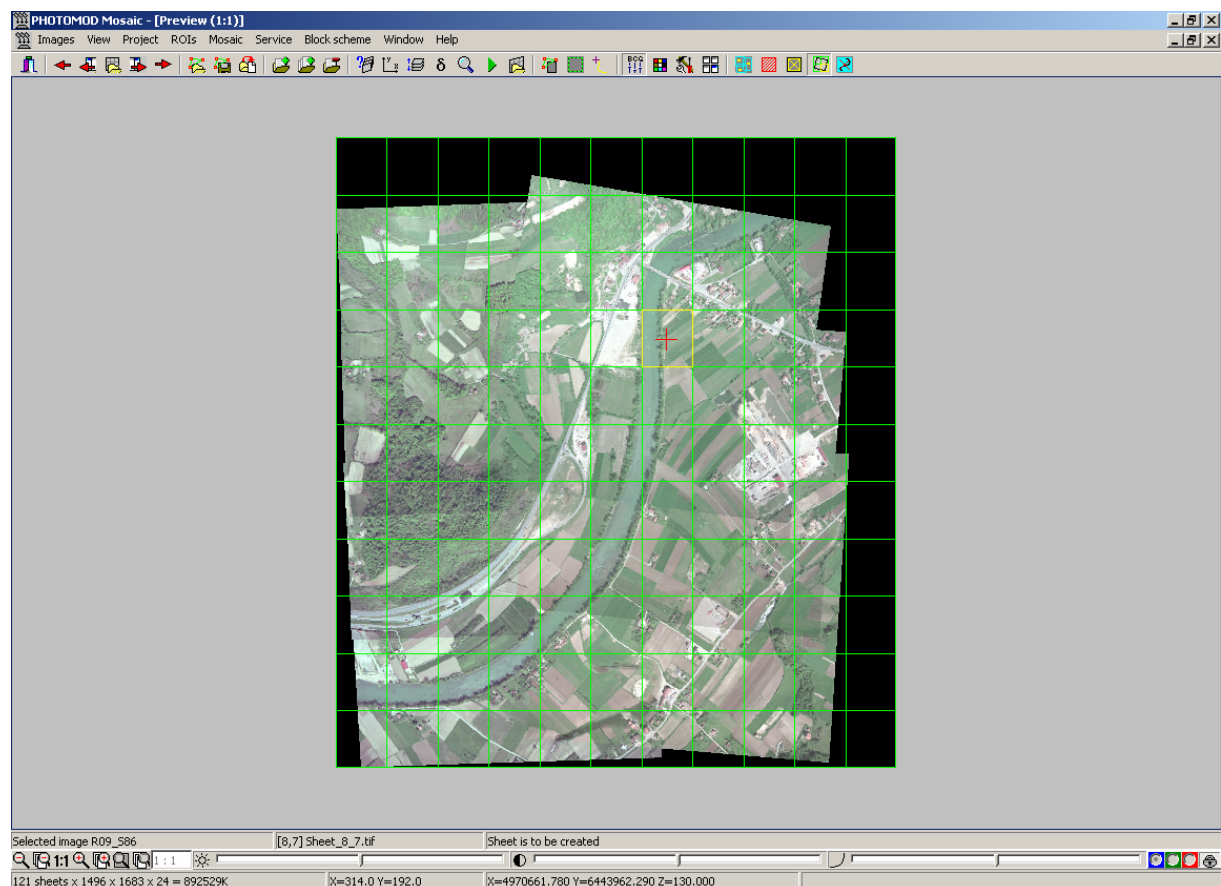 PHOTOMOD Mosaic - [Preview (1:1)]
Images View Project ROIs Mosaic Service Block scheme Window Help
BCG
Selected image R09_S86 [8,7] Sheet_8_7.tif Sheet is to be created
1:1 1 : 1
121 sheets x 1496 x 1683 x 24 = 892529K X=314.0 Y=192.0 X=4970661.780 Y=6443962.290 Z=130.000